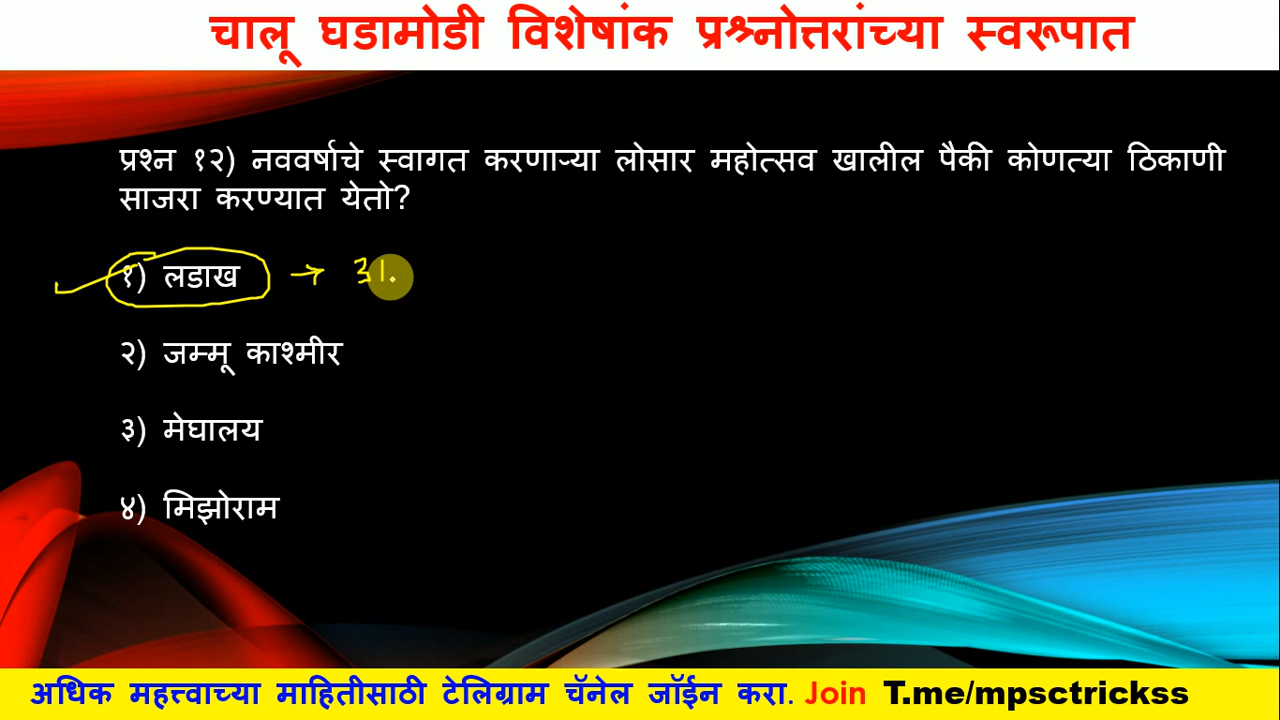 चालू घडामोडी विशेषांक प्रश्नोत्तरांच्या स्वरूपात
प्रश्न १२) नववर्षाचे स्वागत करणाऱ्या लोसार महोत्सव खालील पैकी कोणत्या ठिकाणी
साजरा करण्यात येतो?
१) लडाख → 31.
२) जम्मू काश्मीर
३) मेघालय
४) मिझोराम
अधिक महत्त्वाच्या माहितीसाठी टेलिग्राम चॅनेल जॉईन करा. Join T.me/mpsctrickss